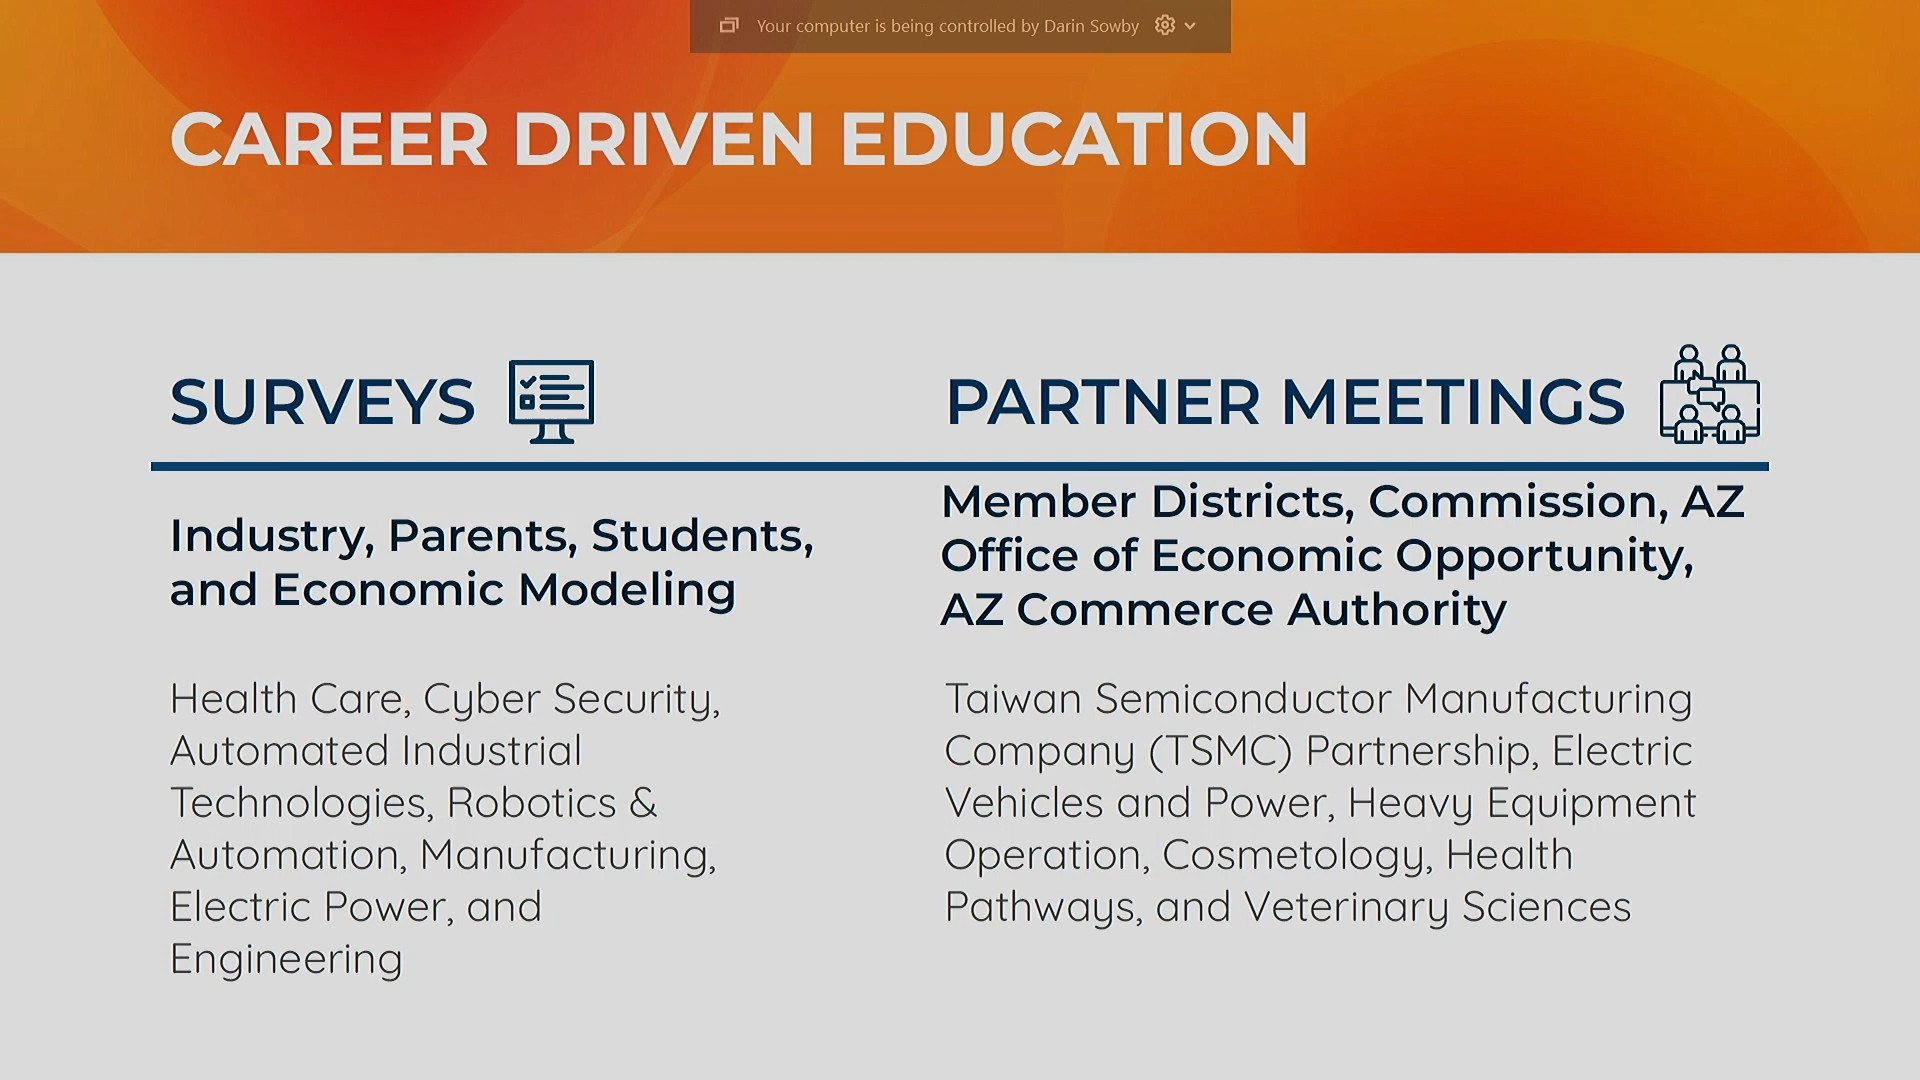 Your computer is being controlled by Darin Sowby
CAREER DRIVEN EDUCATION
SURVEYS
Industry, Parents, Students,
and Economic Modeling
Health Care, Cyber Security,
Automated Industrial
Technologies, Robotics &
Automation, Manufacturing,
Electric Power, and
Engineering
PARTNER MEETINGS
Member Districts, Commission, AZ
Office of Economic Opportunity,
AZ Commerce Authority
Taiwan Semiconductor Manufacturing
Company (TSMC) Partnership, Electric
Vehicles and Power, Heavy Equipment
Operation, Cosmetology, Health
Pathways, and Veterinary Sciences